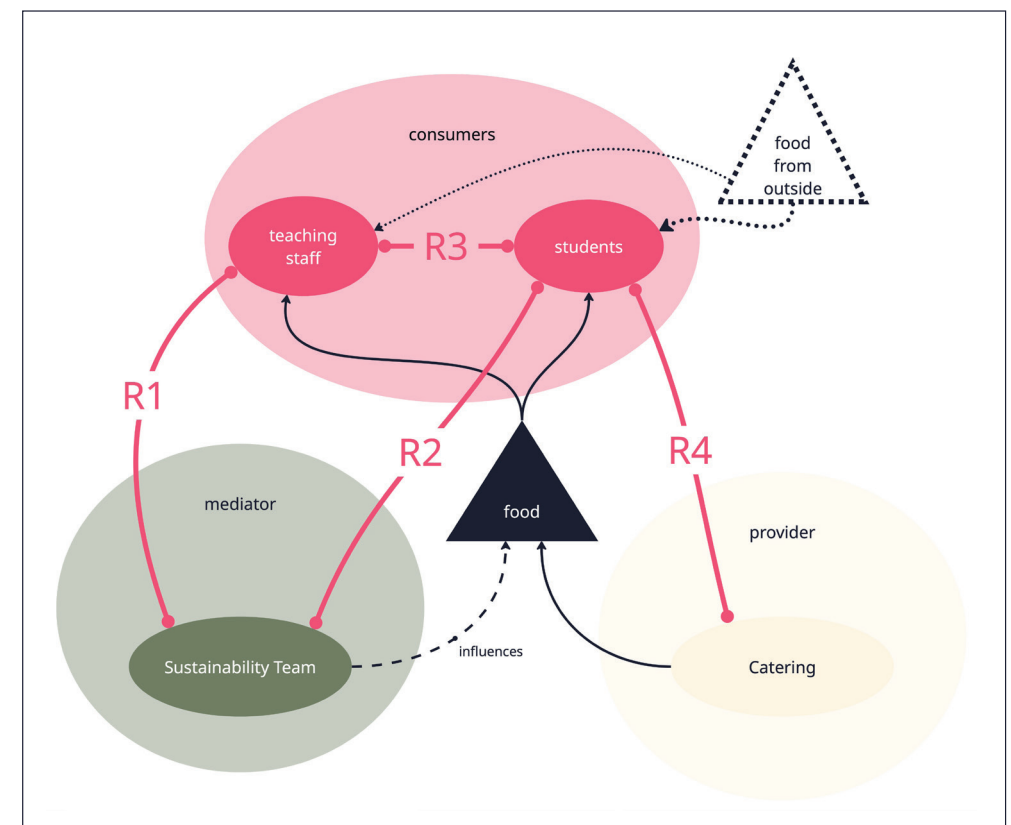 consumers
food
from
outside
teaching
staff
R3
students
R1
R2
R4
mediator
food
provider
influences
Sustainability Team
Catering